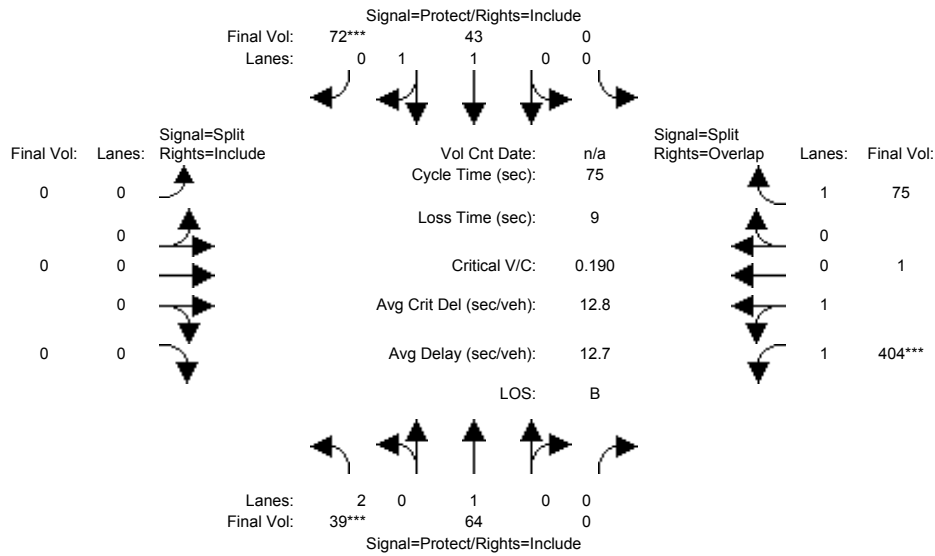 Signal=Protect/Rights=Include
Final Vol: 72*** 43 0
Lanes: 0 1 1 0 0
Signal=Split Signal=Split
Final Vol: Lanes: Rights=Include Vol Cnt Date: n/a Rights=Overlap Lanes: Final Vol:
Cycle Time (sec): 75
0 0 1 75
Loss Time (sec): 9
0 0
0 0 Critical V/C: 0.190 0 1
0 Avg Crit Del (sec/veh): 12.8 1
0 0 Avg Delay (sec/veh): 12.7 1 404***
LOS: B
Lanes: 2 0 1 0 0
Final Vol: 39*** 64 0
Signal=Protect/Rights=Include